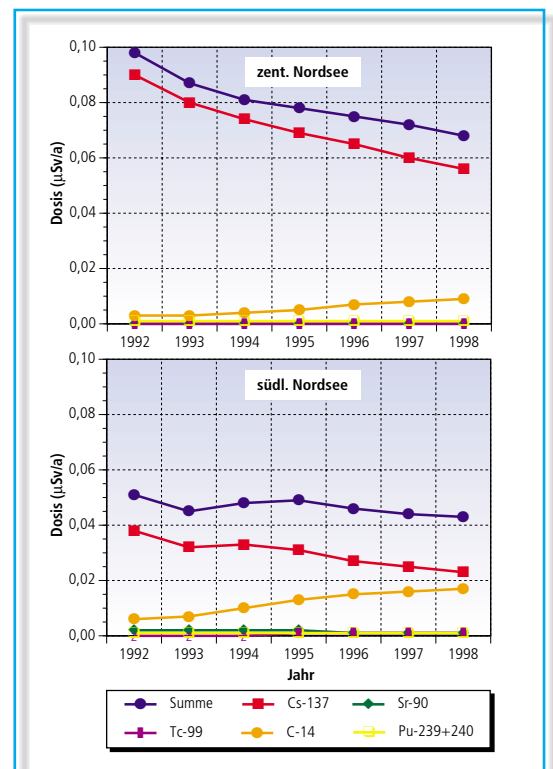 zent. Nordsee
Dosis (µSv/a)
0,10
0,08
0,06
0,04
0,02
0,00
1992 1993 1994 1995 1996 1997 1998
südl. Nordsee
Dosis (µSv/a)
0,10
0,08
0,06
0,04
0,02
0,00
1992 1993 1994 1995 1996 1997 1998
Jahr
Summe Cs-137 Sr-90
Tc-99 C-14 Pu-239+240